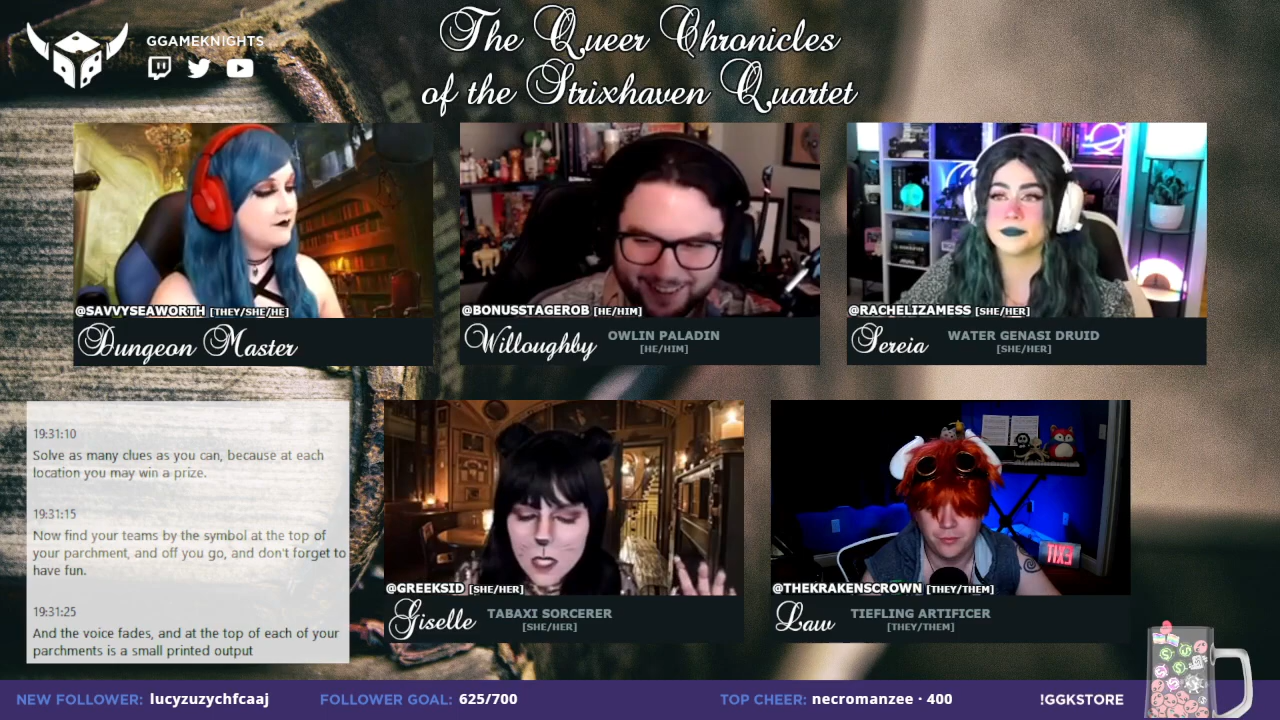 GGAMEKNIGHTS
The Queer Chronicles
of the Strixhaven Quartet
@SAVVYSEAWORTH [THEY/SHE/HE]
Dungeon Master
@BONUSSTAGEROB [HE/HIM]
Willoughby
OWLIN PALADIN
[HE/HIM]
@RACHELIZAMESS [SHE/HER]
Sereia
WATER GENASI DRUID
[SHE/HER]
19:31:10
Solve as many clues as you can, because at each
location you may win a prize.
19:31:15
Now find your teams by the symbol at the top of
your parchment, and off you go, and don't forget to
have fun.
19:31:25
And the voice fades, and at the top of each of your
parchments is a small printed output
@GREEKSID [SHE/HER]
Giselle
TABAXI SORCERER
[SHE/HER]
EXIT
@THEKRAKENSCROWN [THEY/THEM]
Law
TIEFLING ARTIFICER
[THEY/THEM]
NEW FOLLOWER: lucyzuzychfcaaj
FOLLOWER GOAL: 625/700
TOP CHEER: necromanzee · 400
!GGKSTORE